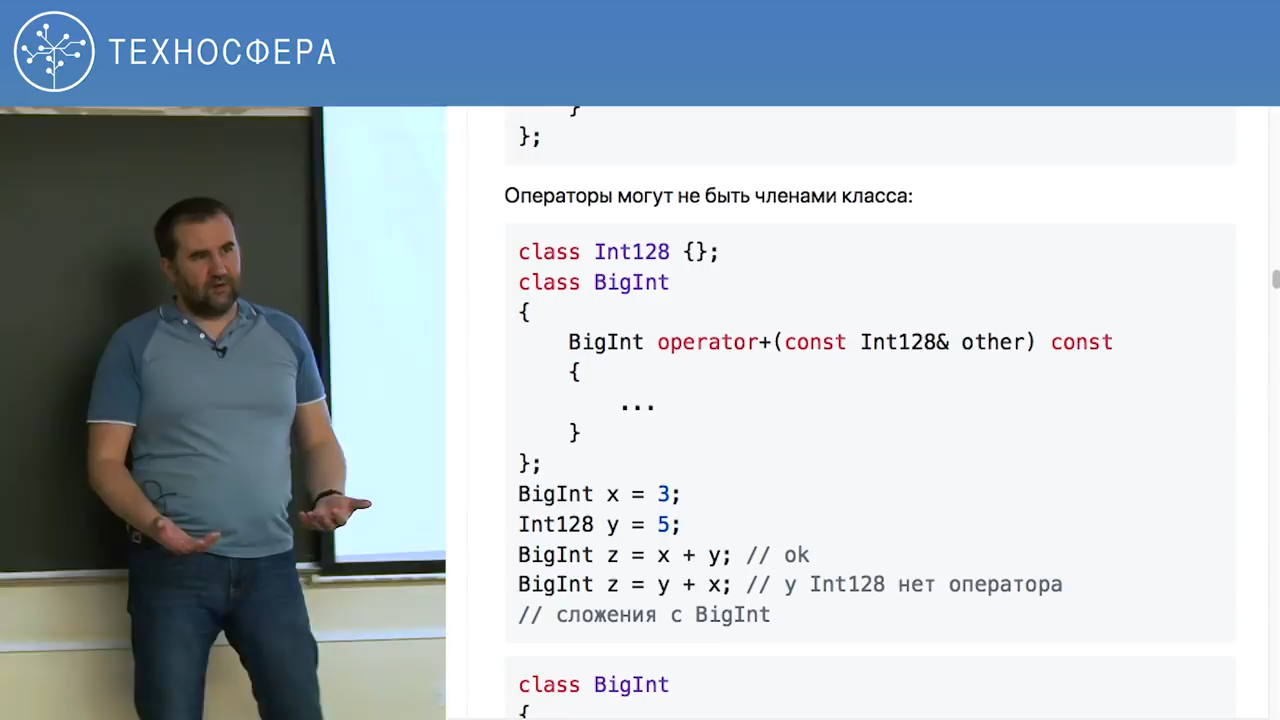 ТЕХНОСФЕРА
}
};
Операторы могут не быть членами класса:
class Int128 {};
class BigInt
{
    BigInt operator+(const Int128& other) const
    {
        ...
    }
};
BigInt x = 3;
Int128 y = 5;
BigInt z = x + y; // ok
BigInt z = y + x; // у Int128 нет оператора
// сложения с BigInt
class BigInt
{